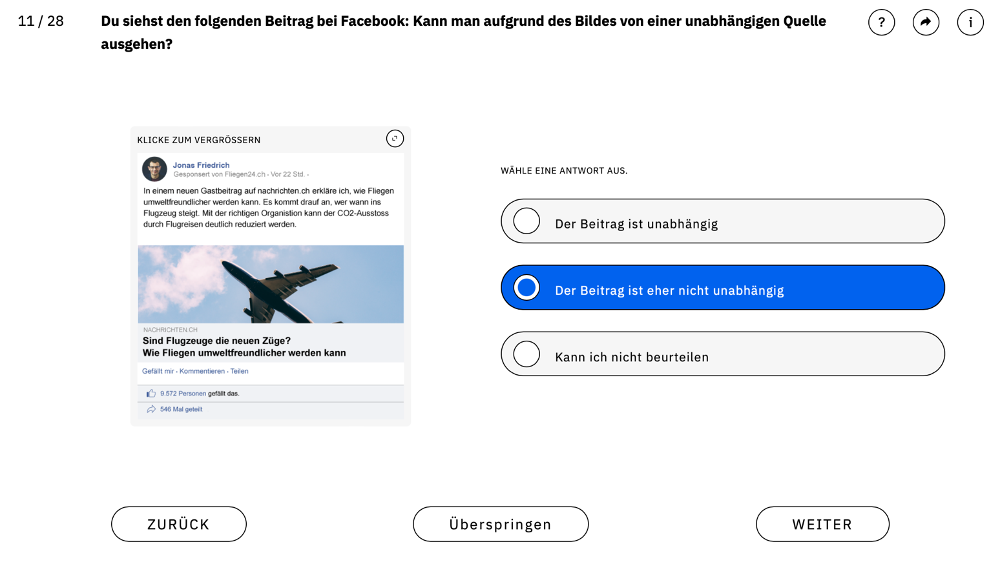 11 / 28
Du siehst den folgenden Beitrag bei Facebook: Kann man aufgrund des Bildes von einer unabhängigen Quelle
ausgehen?
?
i
KLICKE ZUM VERGRÖSSERN
Jonas Friedrich
Gesponsert von Fliegen24.ch · Vor 22 Std. ·
In einem neuen Gastbeitrag auf nachrichten.ch erkläre ich, wie Fliegen
umweltfreundlicher werden kann. Es kommt drauf an, wer wann ins
Flugzeug steigt. Mit der richtigen Organistion kann der CO2-Ausstoss
durch Flugreisen deutlich reduziert werden.
NACHRICHTEN.CH
Sind Flugzeuge die neuen Züge?
Wie Fliegen umweltfreundlicher werden kann
Gefällt mir · Kommentieren · Teilen
9.572 Personen gefällt das.
546 Mal geteilt
WÄHLE EINE ANTWORT AUS.
Der Beitrag ist unabhängig
Der Beitrag ist eher nicht unabhängig
Kann ich nicht beurteilen
ZURÜCK
Überspringen
WEITER